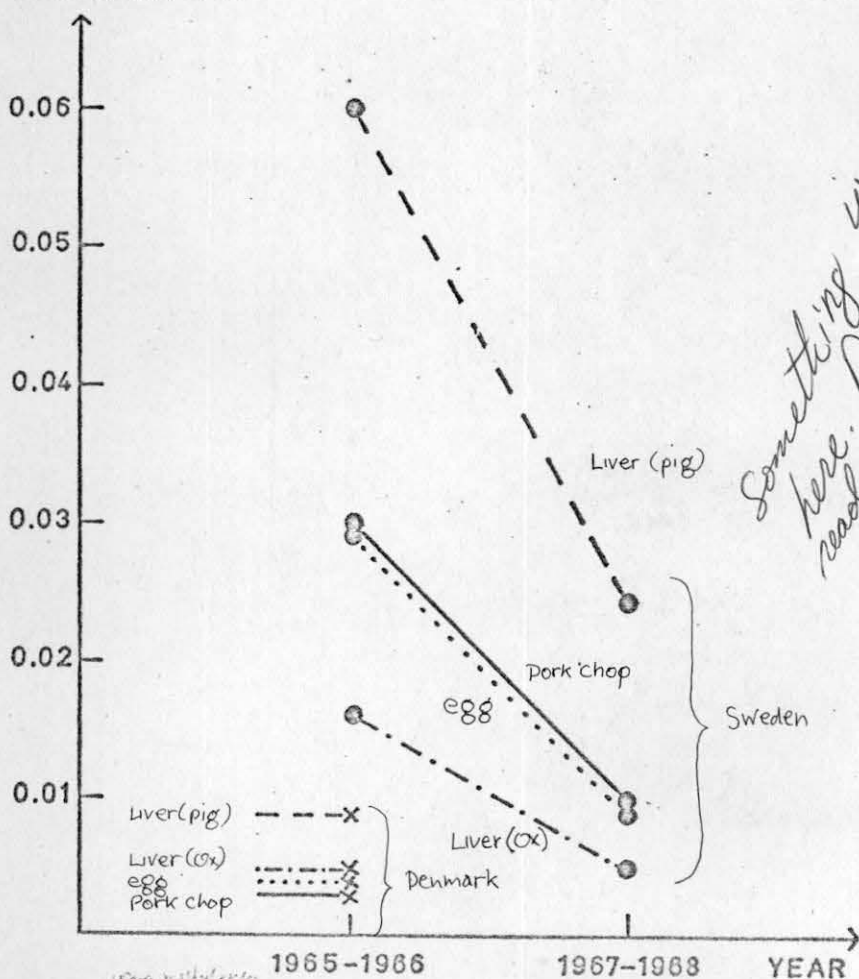 0.06
0.05
0.04
Something
here.
read
Liver (pig)
0.03
0.02
Pork chop
egg
Sweden
0.01
Liver (pig)
Liver (Ox)
Liver (Ox)
egg
Denmark
Pork chop
1965-1966 1967-1968 YEAR